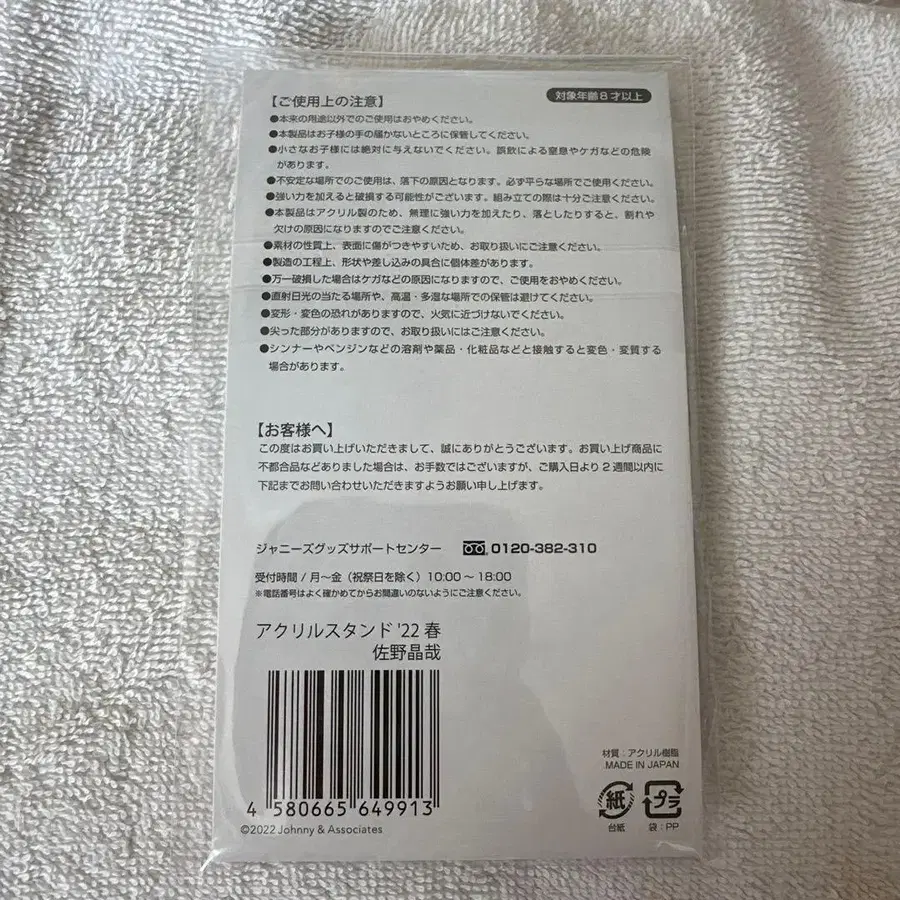 対象年齢8才以上
【ご使用上の注意】
●本来の用途以外でのご使用はおやめください。
●本製品はお子様の手の届かないところに保管してください。
●小さなお子様には絶対に与えないでください。誤飲による窒息やケガなどの危険
があります。
●不安定な場所でのご使用は、落下の原因となります。必ず平らな場所でご使用ください。
●強い力を加えると破損する可能性がございます。組み立ての際は十分ご注意ください。
●本製品はアクリル製のため、無理に強い力を加えたり、落としたりすると、割れや
欠けの原因になりますのでご注意ください。
●素材の性質上、表面に傷がつきやすいため、お取り扱いにご注意ください。
●製造の工程上、形状や差し込みの具合に個体差があります。
●万一破損した場合はケガなどの原因になりますので、ご使用をおやめください。
●直射日光の当たる場所や、高温・多湿な場所での保管は避けてください。
●変形・変色の恐れがありますので、火気に近づけないでください。
●尖った部分がありますので、お取り扱いにはご注意ください。
●シンナーやベンジンなどの溶剤や薬品・化粧品などと接触すると変色・変質する
場合があります。
【お客様へ】
この度はお買い上げいただきまして、誠にありがとうございます。お買い上げ商品に
不都合品などありました場合は、お手数ではございますが、ご購入日より2週間以内に
下記までお問い合わせいただきますようお願い申し上げます。
ジャニーズグッズサポートセンター 0120-382-310
受付時間/月〜金(祝祭日を除く)10:00〜18:00
※電話番号はよく確かめてからお間違いのないようにご注意ください。
アクリルスタンド'22春
佐野晶哉
4 580665 649913
©2022 Johnny & Associates
材質:アクリル樹脂
MADE IN JAPAN
紙 プラ
台紙 袋:PP